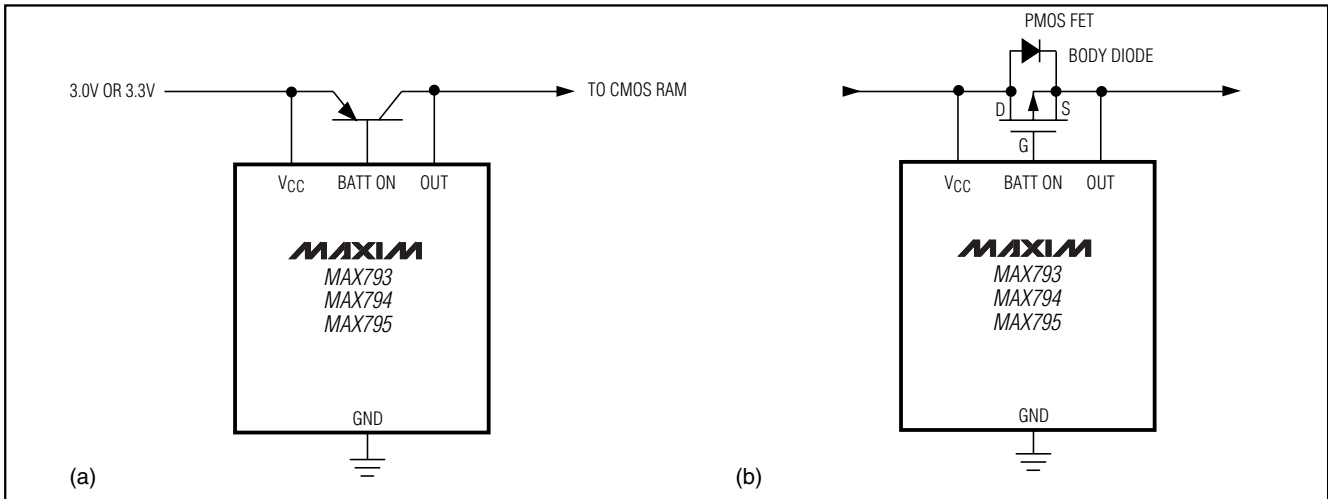 PMOS FET
BODY DIODE
3.0V OR 3.3V
TO CMOS RAM
D
S
G
VCC BATT ON OUT
VCC BATT ON OUT
MAXIM
MAX793
MAX794
MAX795
MAXIM
MAX793
MAX794
MAX795
GND
GND
(a)
(b)